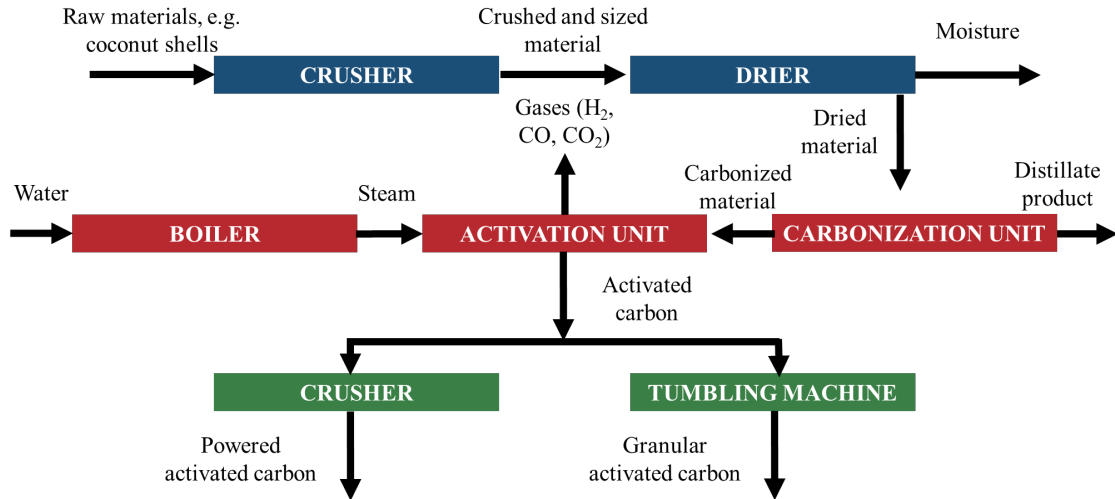 Raw materials, e.g.
coconut shells
Crushed and sized
material
Moisture
CRUSHER
DRIER
Gases (H₂,
CO, CO₂)
Dried
material
Water
Steam
Carbonized
material
Distillate
product
BOILER
ACTIVATION UNIT
CARBONIZATION UNIT
Activated
carbon
CRUSHER
TUMBLING MACHINE
Powered
activated carbon
Granular
activated carbon